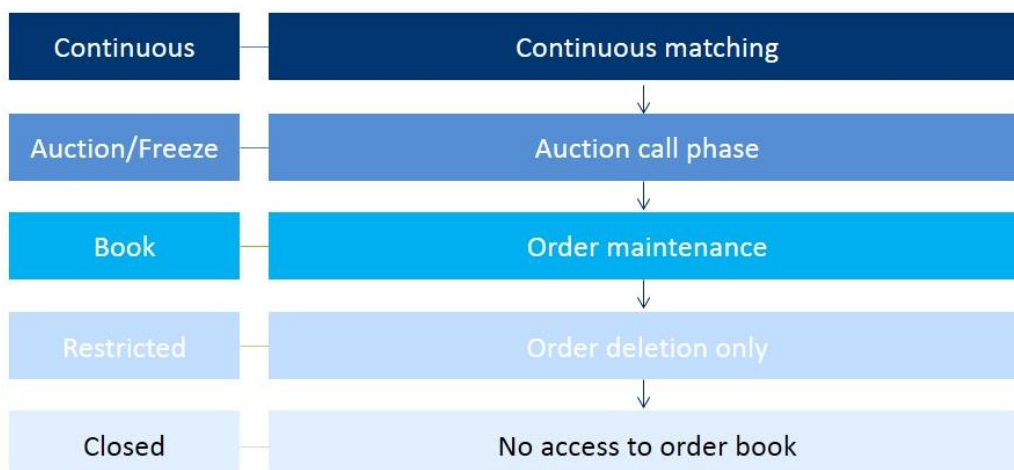 Continuous
Continuous matching
Auction/Freeze
Auction call phase
Book
Order maintenance
Restricted
Order deletion only
Closed
No access to order book